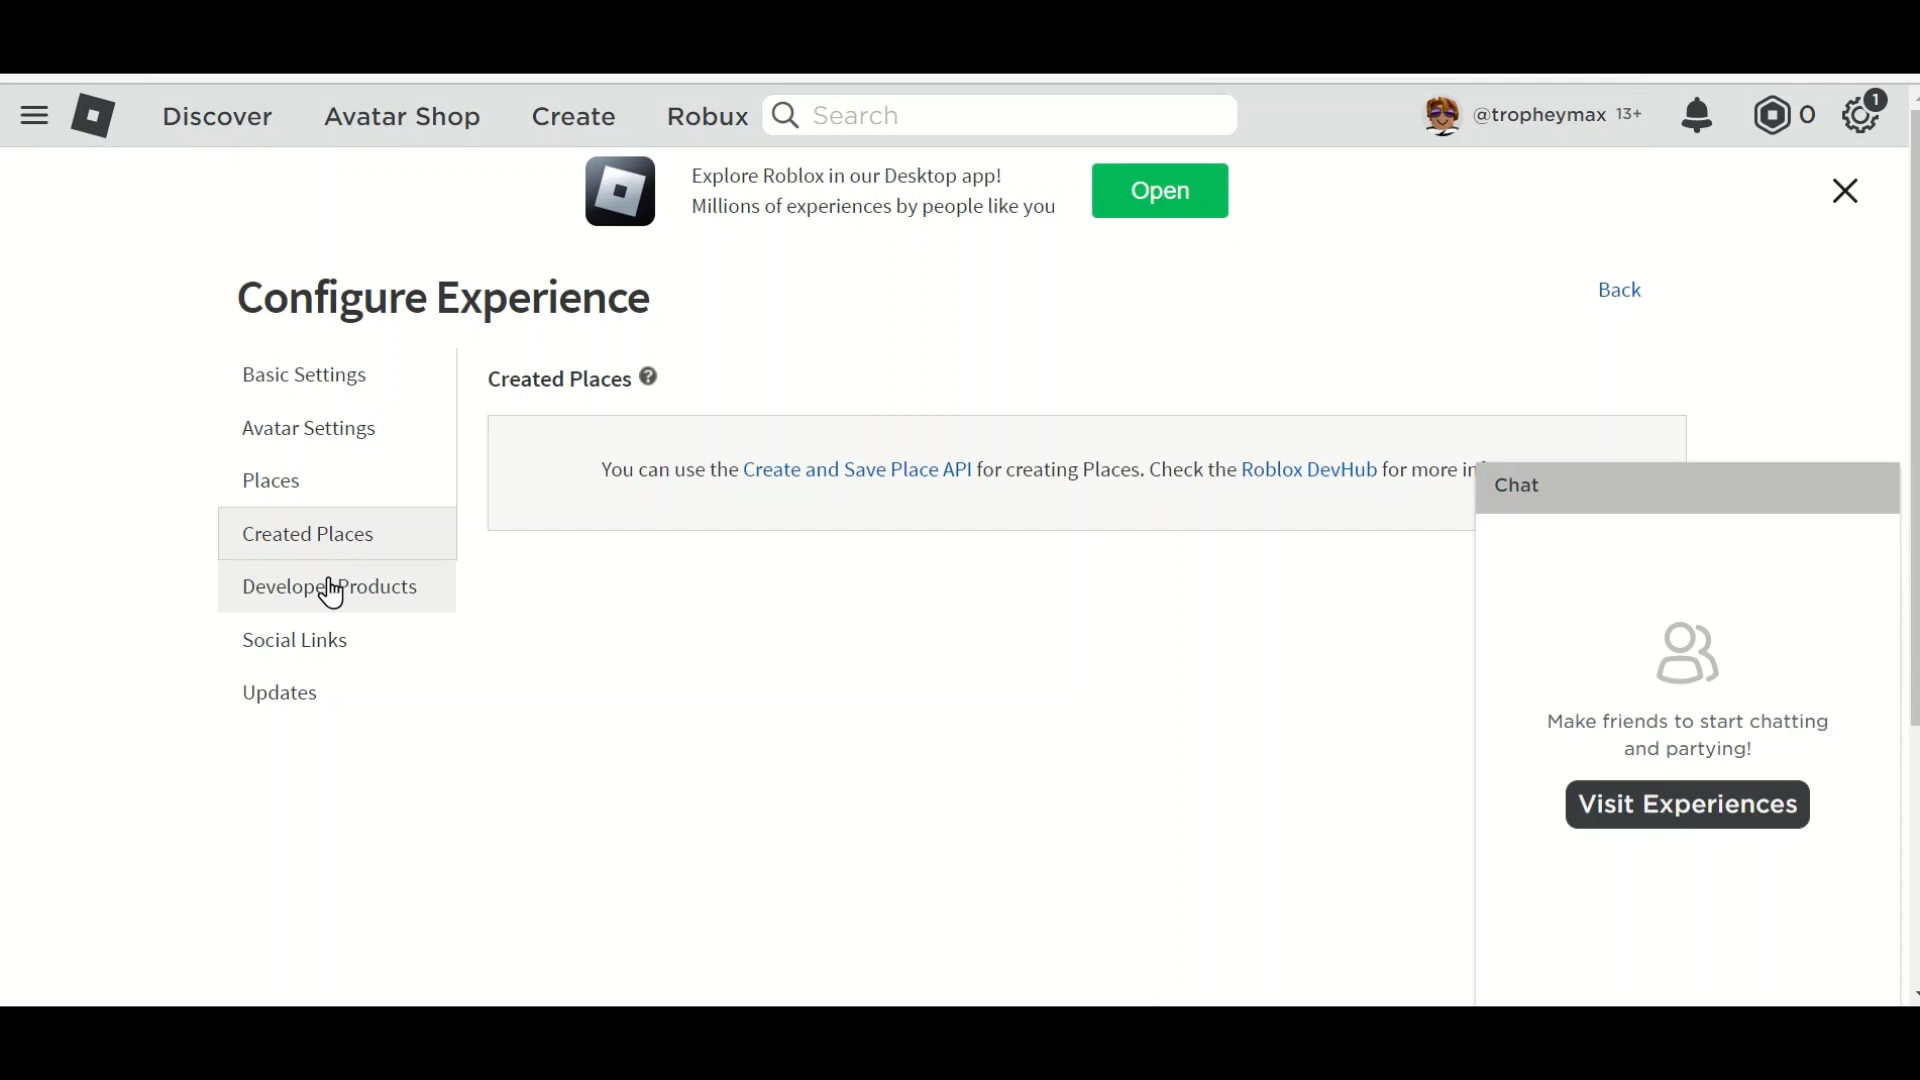 Discover
Avatar Shop
Create
Robux
Search
@tropheymax 13+
0
1
Explore Roblox in our Desktop app!
Millions of experiences by people like you
Open
Configure Experience
Back
Basic Settings
Avatar Settings
Places
Created Places
Developer Products
Social Links
Updates
Created Places
You can use the Create and Save Place API for creating Places. Check the Roblox DevHub for more in
Chat
Make friends to start chatting
and partying!
Visit Experiences